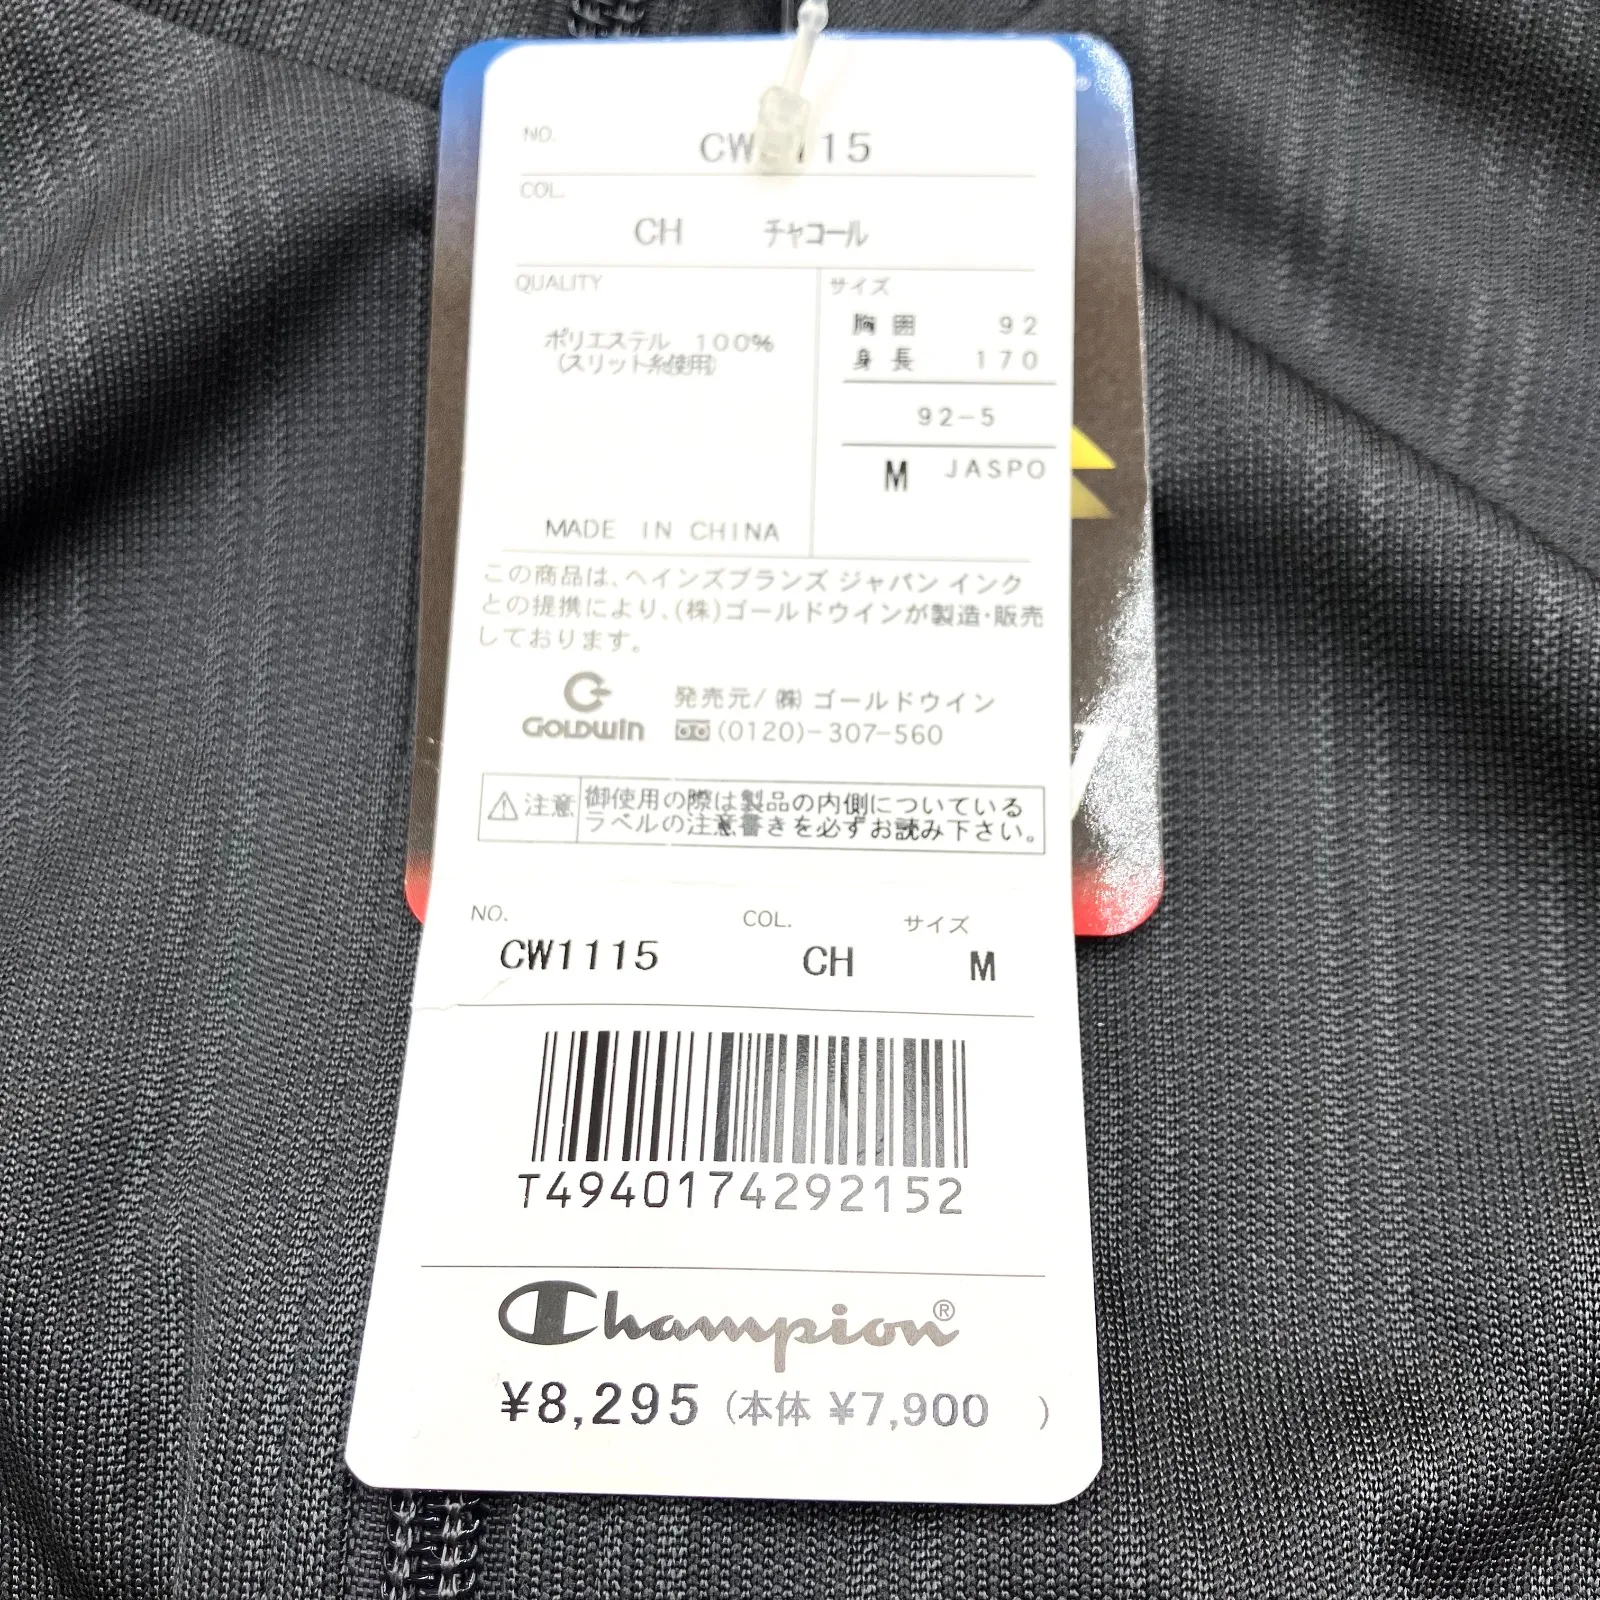 NO.
CW1115
COL.
CH チャコール
QUALITY
ポリエステル 100%
(スリット糸使用)
MADE IN CHINA
サイズ
胸囲 92
身長 170
92-5
M JASPO
この商品は、ヘインズブランズ ジャパン インク
との提携により、(株)ゴールドウインが製造・販売
しております。
GOLDWIN
発売元/㈱ゴールドウイン
(0120)-307-560
注意 御使用の際は製品の内側についている
ラベルの注意書きを必ずお読み下さい。
NO. COL. サイズ
CW1115 CH M
T4940174292152
Champion®
¥8,295 (本体 ¥7,900 )